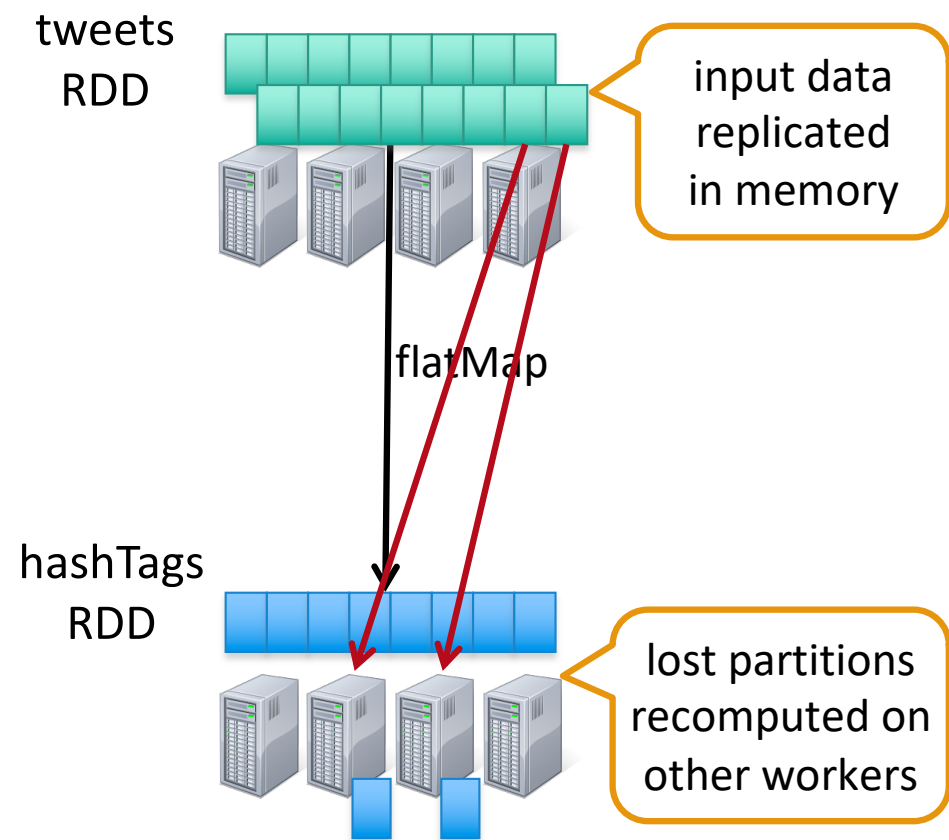 tweets
RDD
input data
replicated
in memory
flatMap
hashTags
RDD
lost partitions
recomputed on
other workers